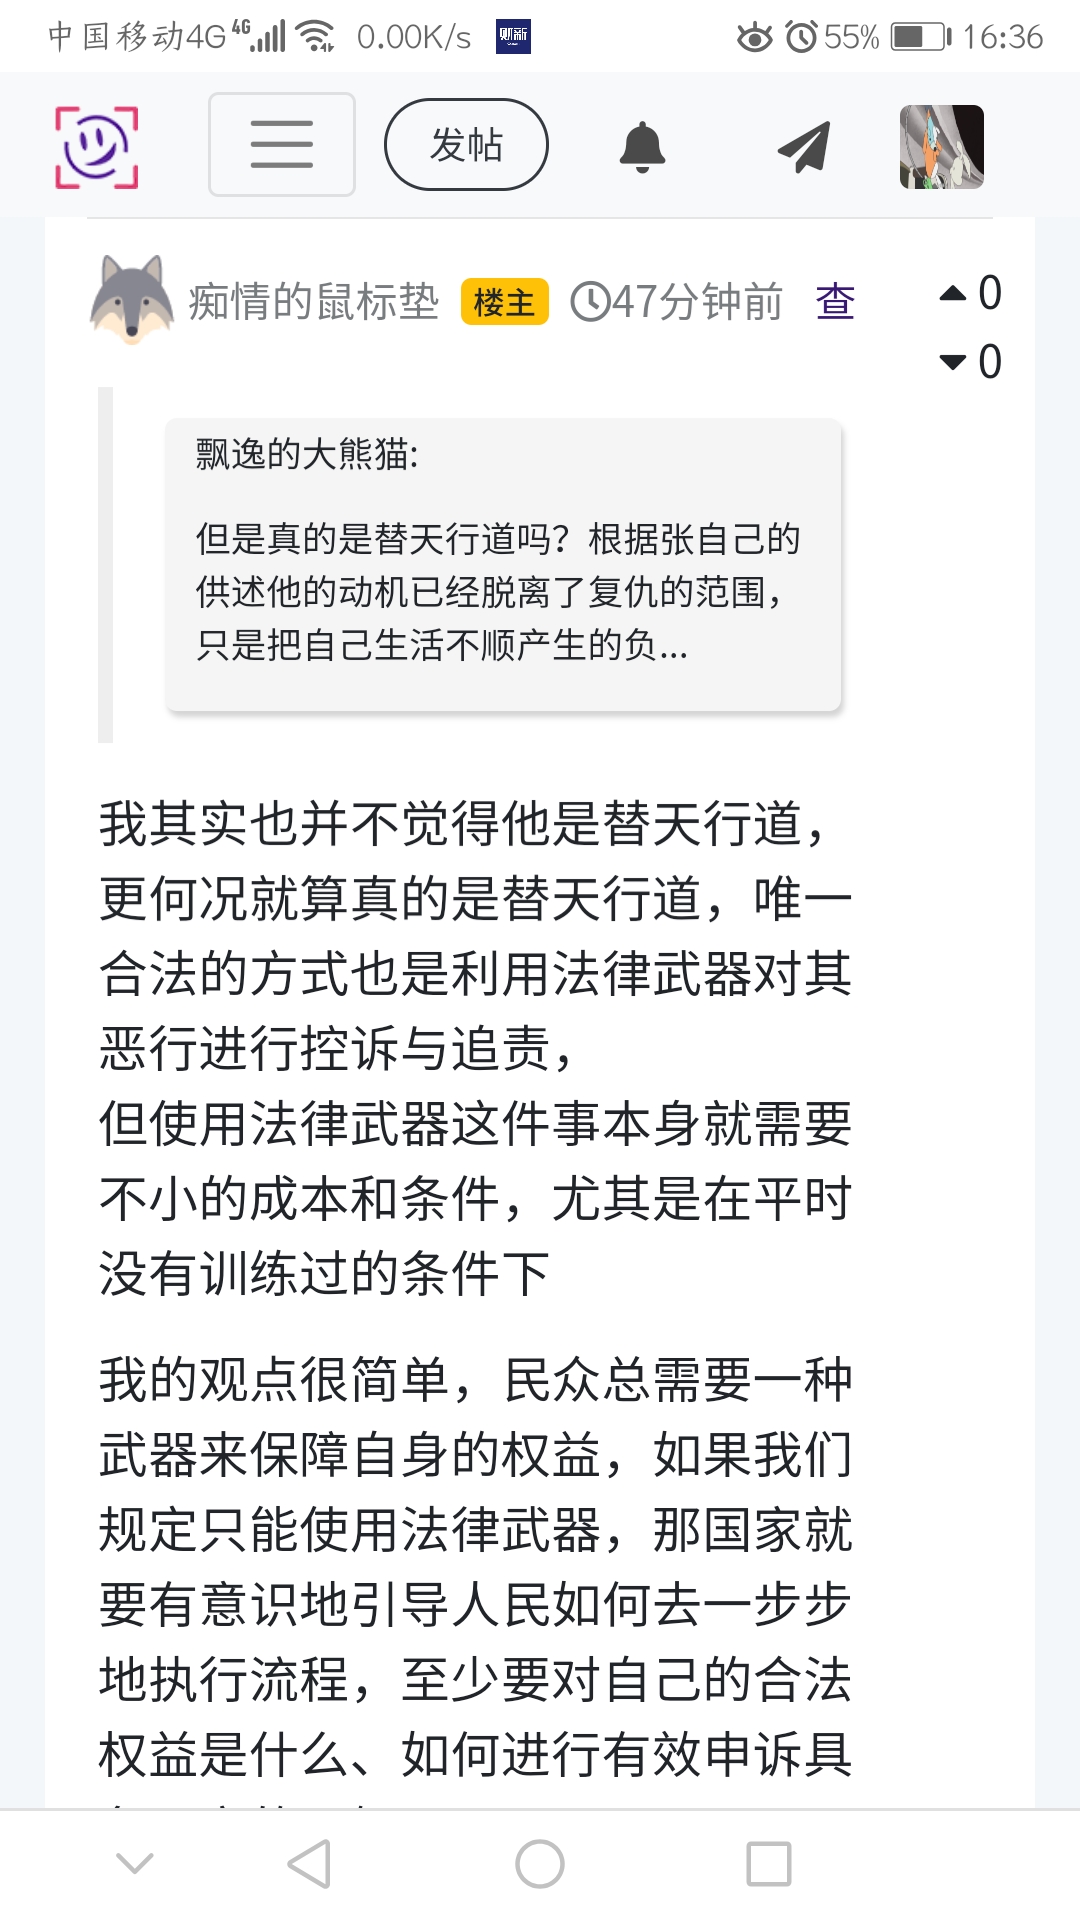 中国移动4G 4G 0.00K/s 财新 55% 16:36
发帖
痴情的鼠标垫 楼主 47分钟前 查 0
0
飘逸的大熊猫:
但是真的是替天行道吗？根据张自己的
供述他的动机已经脱离了复仇的范围，
只是把自己生活不顺产生的负...
我其实也并不觉得他是替天行道，
更何况就算真的是替天行道，唯一
合法的方式也是利用法律武器对其
恶行进行控诉与追责，
但使用法律武器这件事本身就需要
不小的成本和条件，尤其是在平时
没有训练过的条件下
我的观点很简单，民众总需要一种
武器来保障自身的权益，如果我们
规定只能使用法律武器，那国家就
要有意识地引导人民如何去一步步
地执行流程，至少要对自己的合法
权益是什么、如何进行有效申诉具